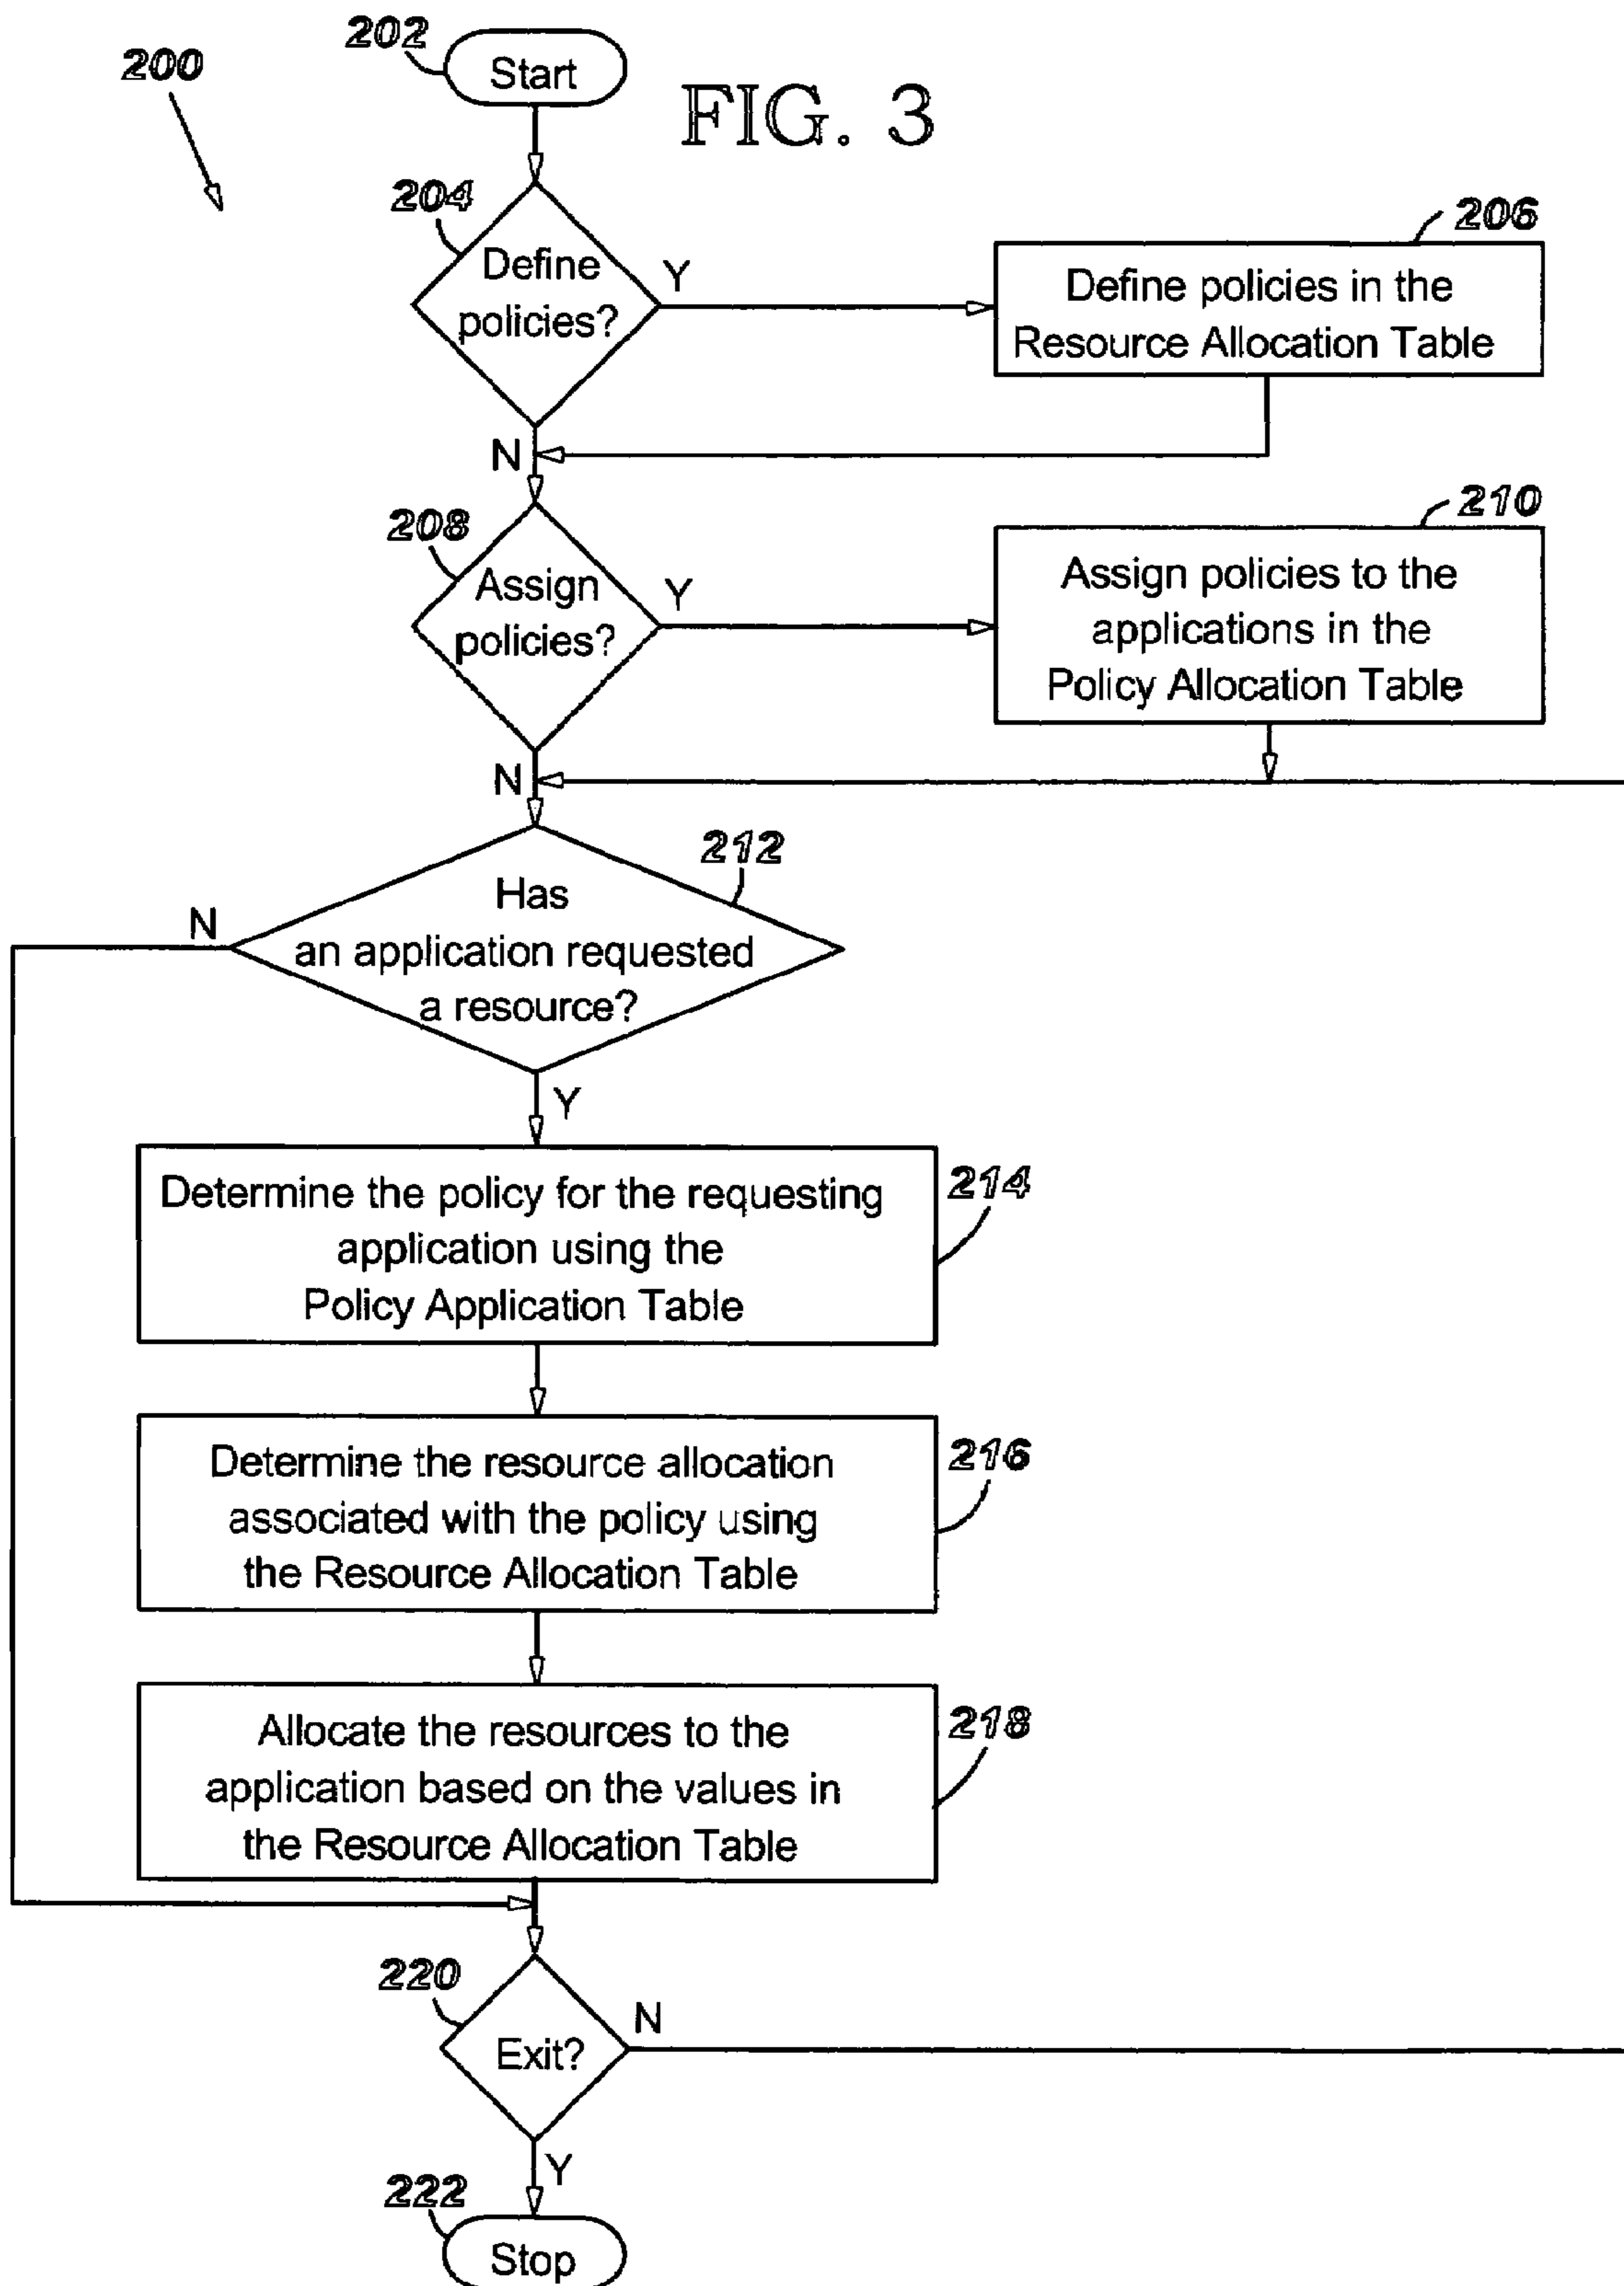 202
Start
200
FIG. 3
204
Define
policies?
Y
206
Define policies in the
Resource Allocation Table
N
208
Assign
policies?
Y
210
Assign policies to the
applications in the
Policy Allocation Table
N
212
Has
an application requested
a resource?
N
Y
214
Determine the policy for the requesting
application using the
Policy Application Table
216
Determine the resource allocation
associated with the policy using
the Resource Allocation Table
218
Allocate the resources to the
application based on the values in
the Resource Allocation Table
220
Exit?
N
Y
222
Stop